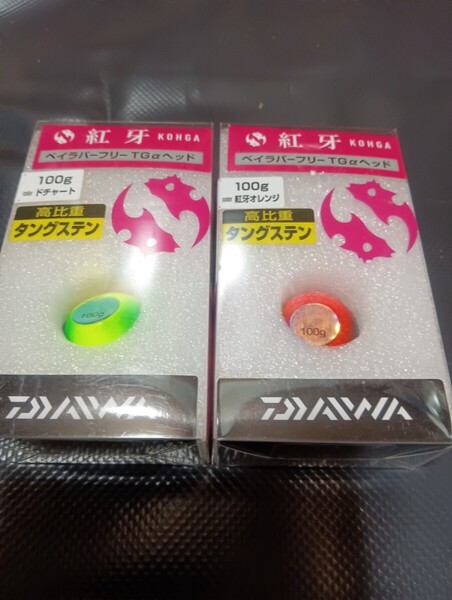 紅牙 KOHGA
ベイラバーフリーTGαヘッド
100g
ドチャート
高比重
タングステン
100g
DAIWA
紅牙 KOHGA
ベイラバーフリーTGαヘッド
100g
紅牙オレンジ
高比重
タングステン
100g
DAIWA